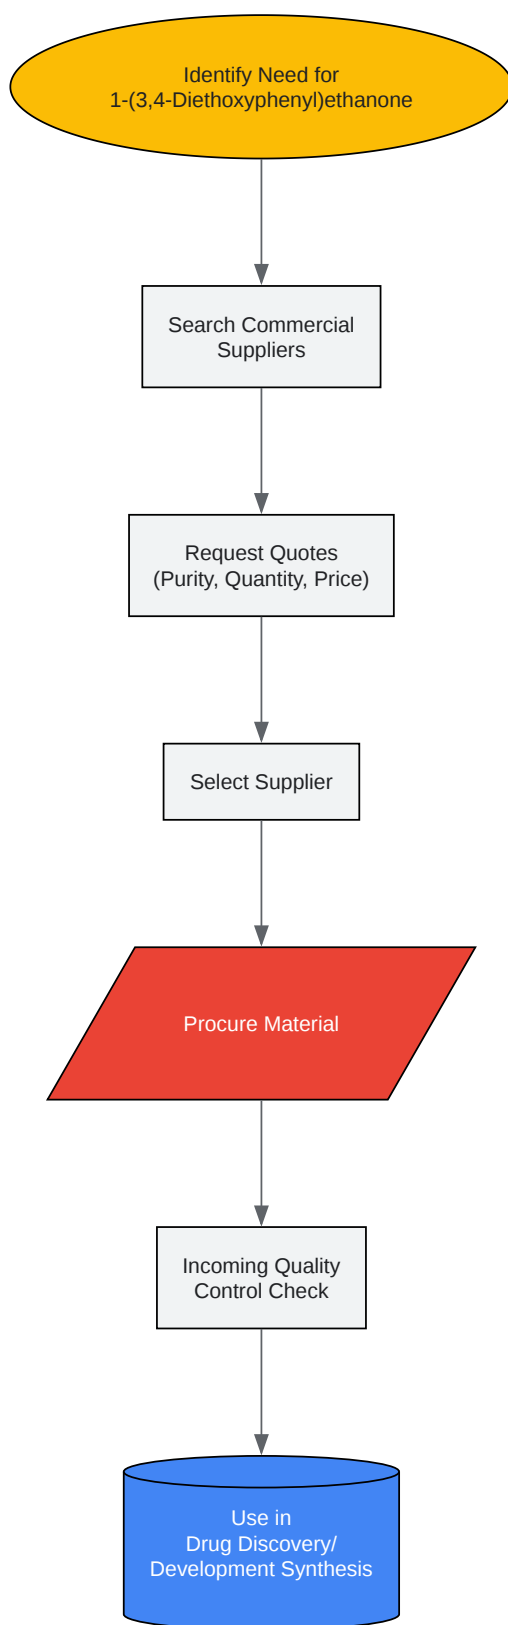 Identify Need for
1-(3,4-Diethoxyphenyl)ethanone
Search Commercial
Suppliers
Request Quotes
(Purity, Quantity, Price)
Select Supplier
Procure Material
Incoming Quality
Control Check
Use in
Drug Discovery/
Development Synthesis